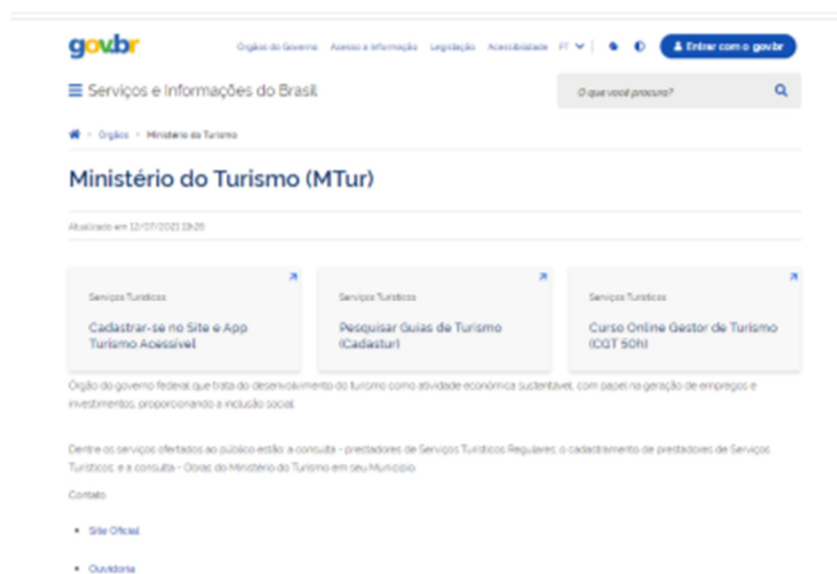 gov.br
Órgãos do Governo Acesso à Informação Legislação Acessibilidade PT
Entrar com o gov.br
Serviços e Informações do Brasil
O que você procura?
Órgãos > Ministério do Turismo
Ministério do Turismo (MTur)
Atualizado em 12/07/2021
Serviços Turísticos
Cadastrar-se no Site e App
Turismo Acessível
Serviços Turísticos
Pesquisar Guias de Turismo
(Cadastur)
Serviços Turísticos
Curso Online Gestor de Turismo
(CGT 50h)
Órgão do governo federal que trata do desenvolvimento do turismo como atividade econômica sustentável, com papel na geração de empregos e
investimentos, proporcionando a inclusão social.
Dentre os serviços ofertados ao público estão: a consulta - prestadores de Serviços Turísticos Regulares; o cadastramento de prestadores de Serviços
Turísticos; e a consulta - Obras do Ministério do Turismo em seu Município.
Contato
Site Oficial
Ouvidoria